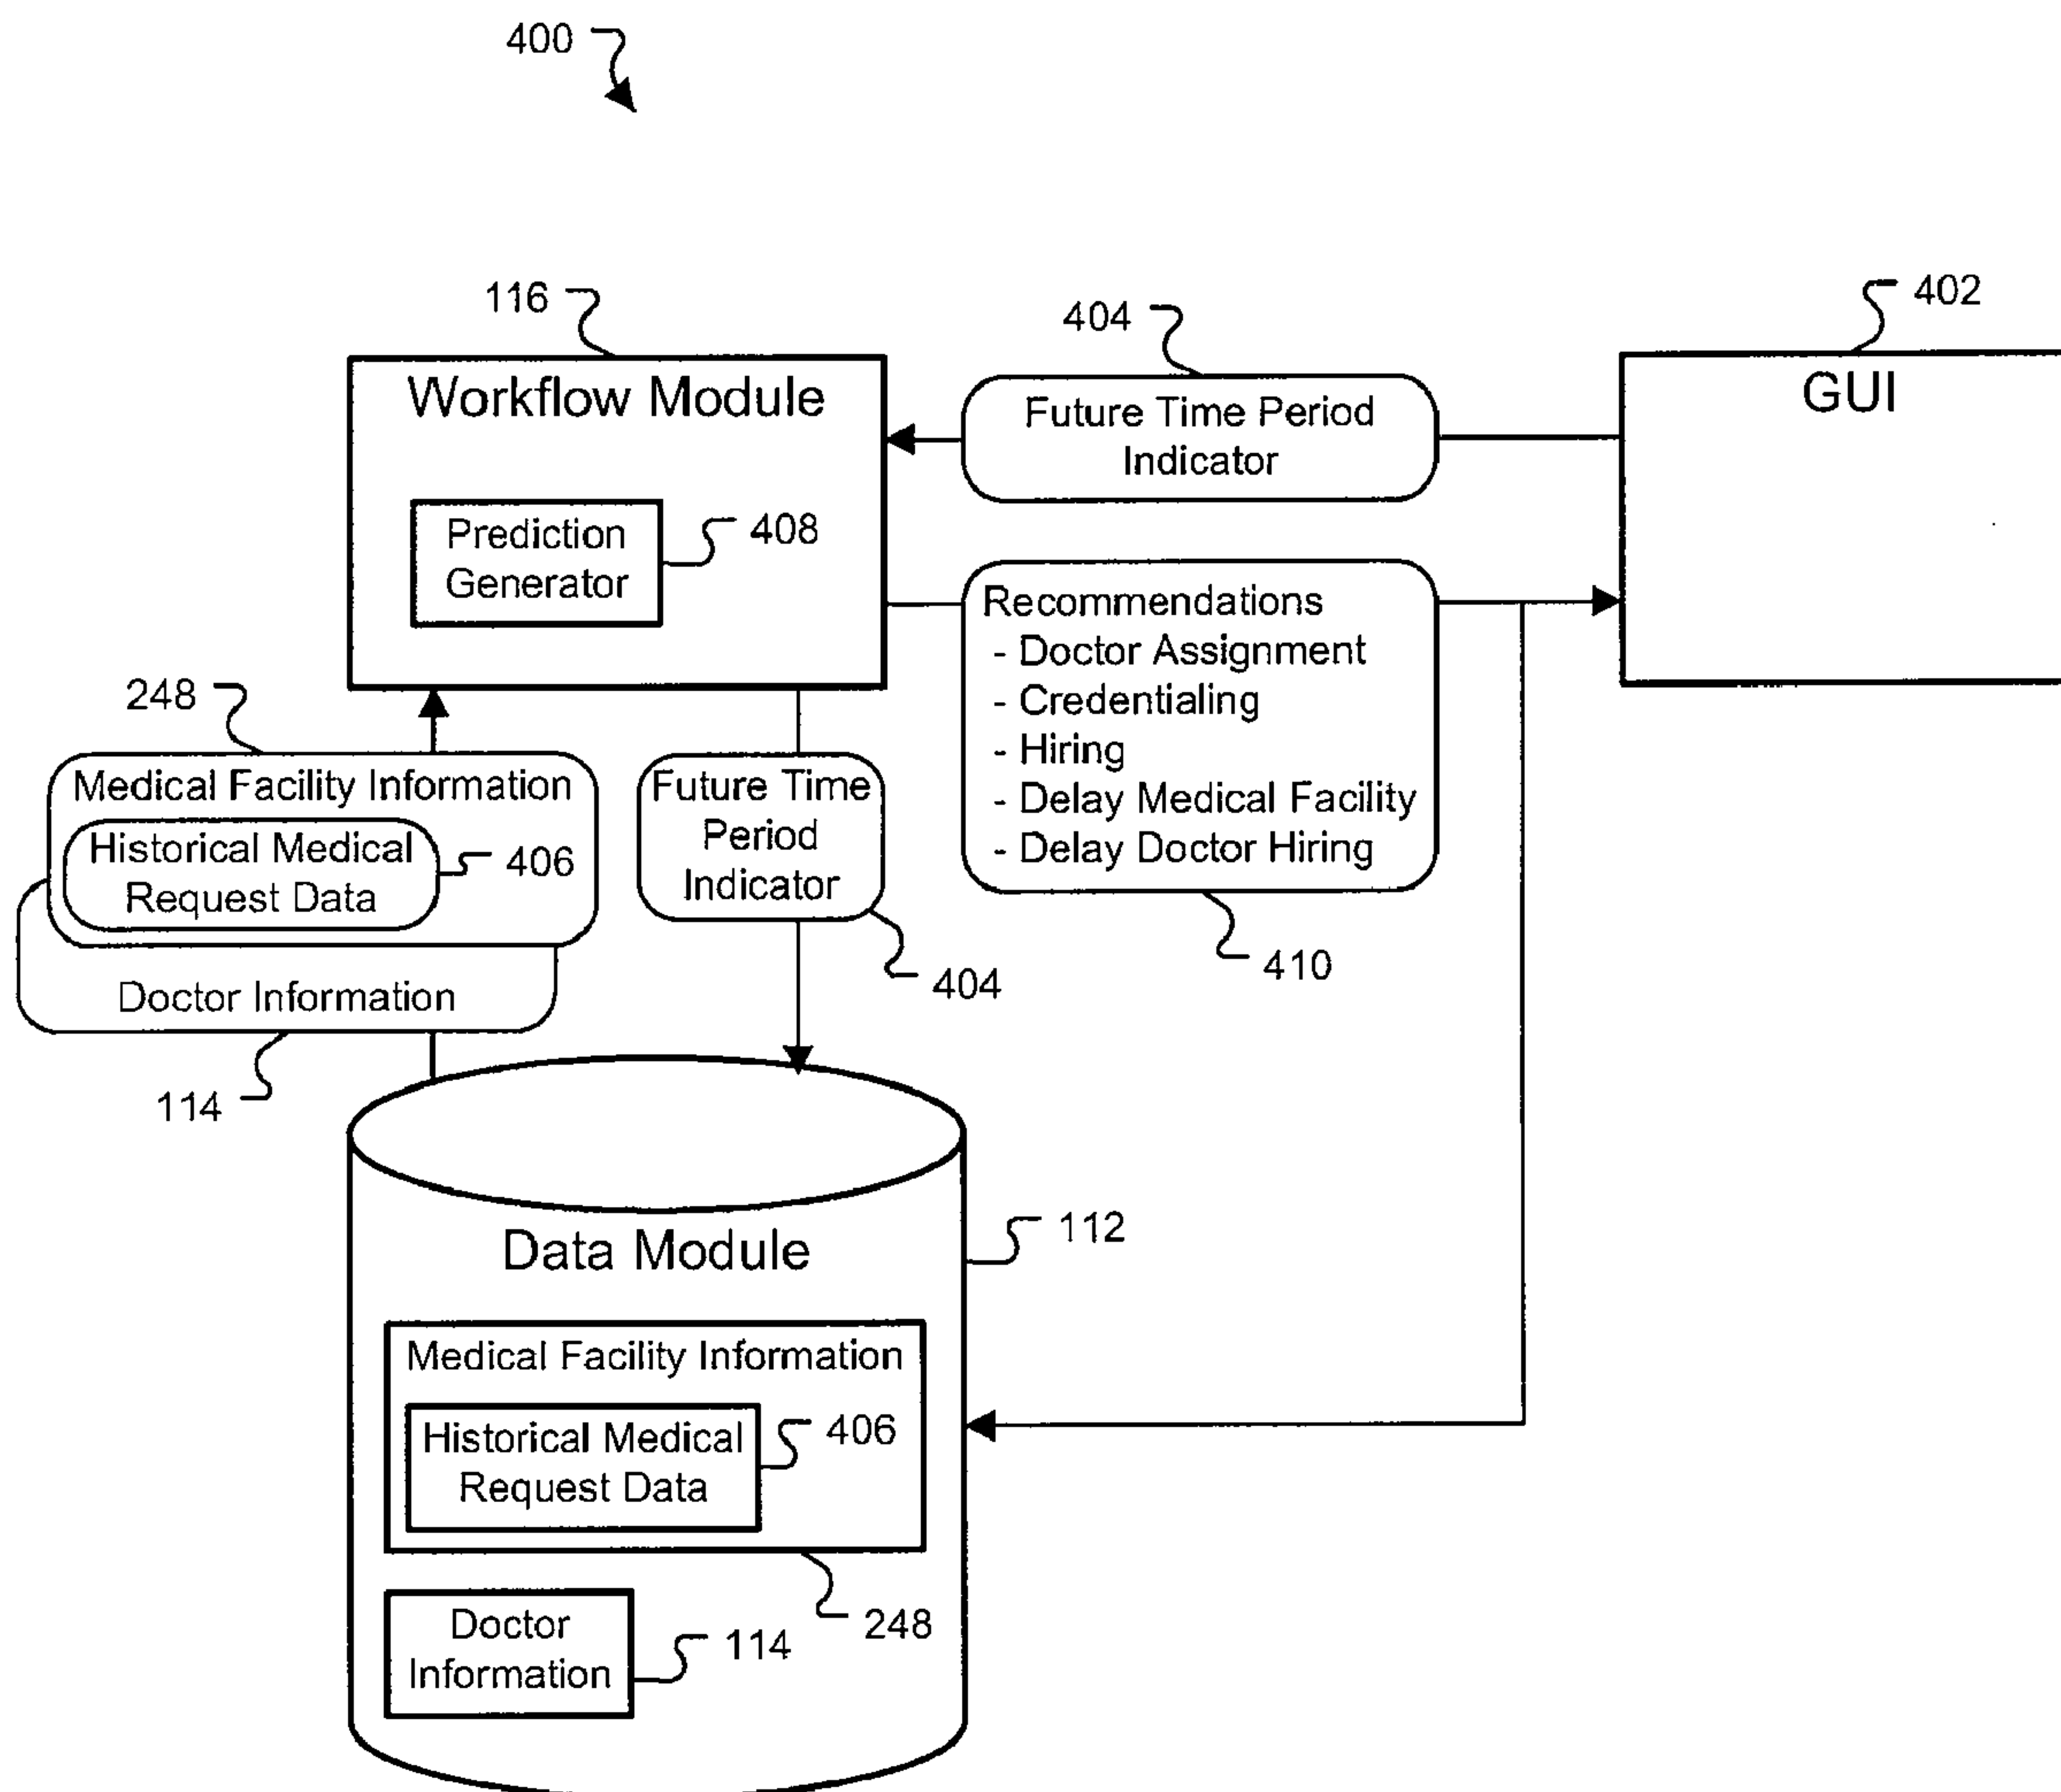 400
116
404
402
Workflow Module
Future Time Period
Indicator
GUI
Prediction
Generator
408
Recommendations
- Doctor Assignment
- Credentialing
- Hiring
- Delay Medical Facility
- Delay Doctor Hiring
410
248
Medical Facility Information
Historical Medical
Request Data
406
Doctor Information
114
Future Time
Period
Indicator
404
Data Module
112
Medical Facility Information
Historical Medical
Request Data
406
248
Doctor
Information
114